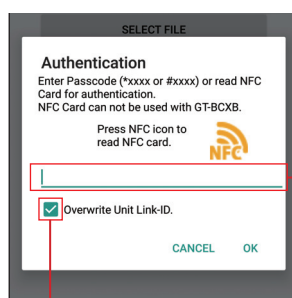 SELECT FILE
Authentication
Enter Passcode (*xxxx or #xxxx) or read NFC
Card for authentication.
NFC Card can not be used with GT-BCXB.
Press NFC icon to
read NFC card.
NFC
Overwrite Unit Link-ID.
CANCEL OK